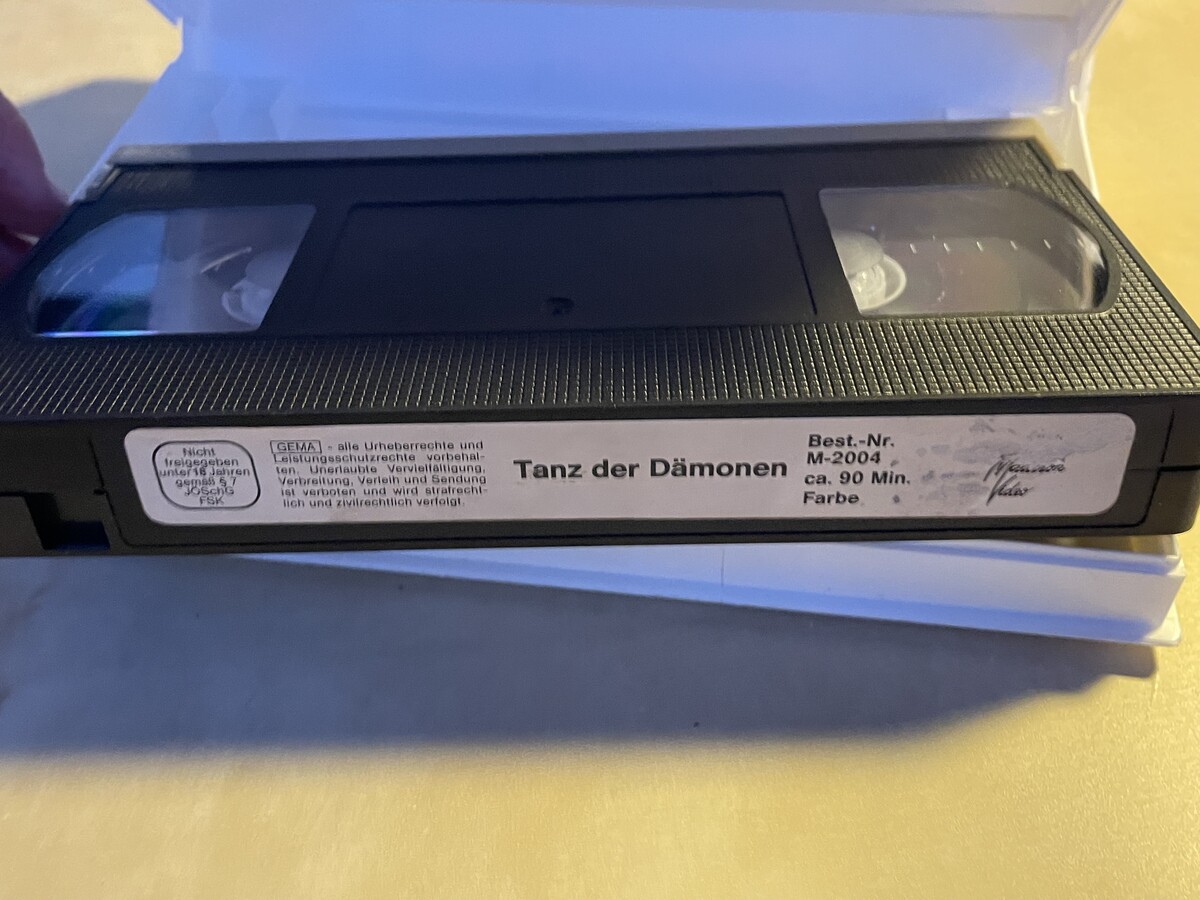 Nicht
freigegeben
unter 18 Jahren
gemäß § 7
JÖSchG
FSK
GEMA - alle Urheberrechte und
Leistungsschutzrechte vorbehal-
ten. Unerlaubte Vervielfältigung,
Verbreitung, Verleih und Sendung
ist verboten und wird strafrecht-
lich und zivilrechtlich verfolgt.
Tanz der Dämonen
Best.-Nr.
M-2004
ca. 90 Min.
Farbe
Video